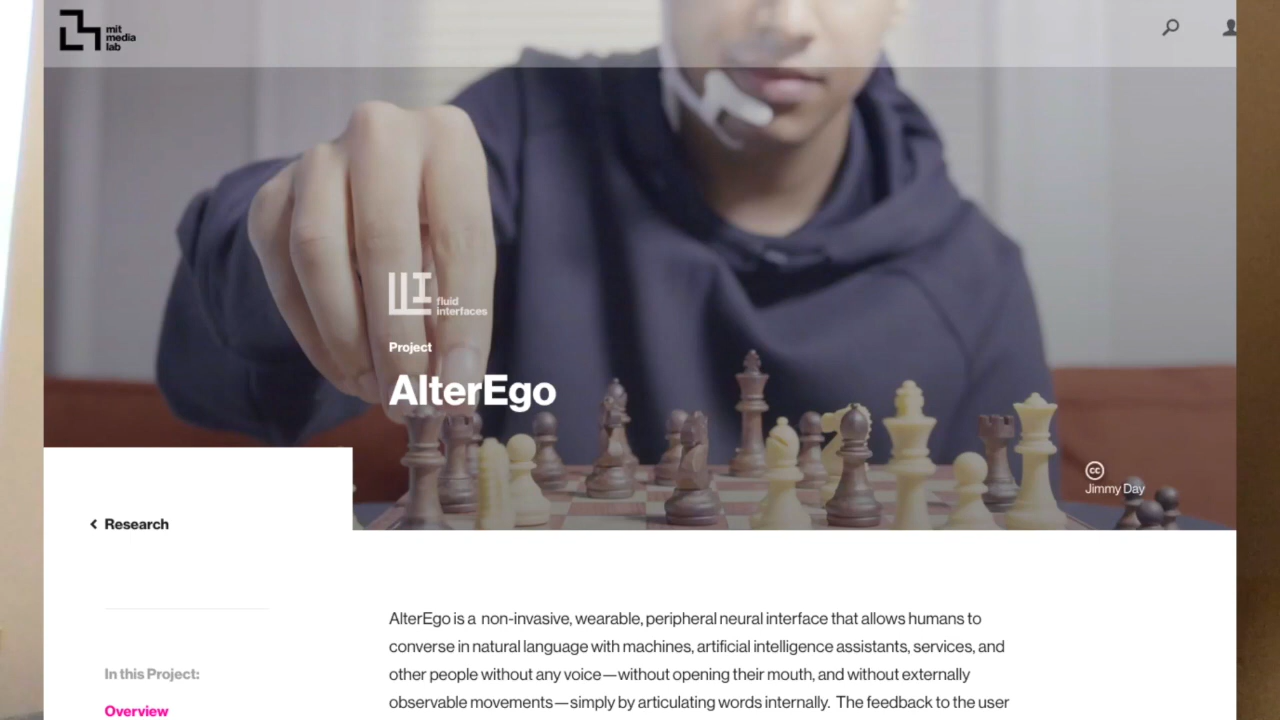 mit
media
lab
fluid
interfaces
Project
AlterEgo
cc
Jimmy Day
Research
AlterEgo is a non-invasive, wearable, peripheral neural interface that allows humans to
converse in natural language with machines, artificial intelligence assistants, services, and
other people without any voice—without opening their mouth, and without externally
observable movements—simply by articulating words internally. The feedback to the user
In this Project:
Overview